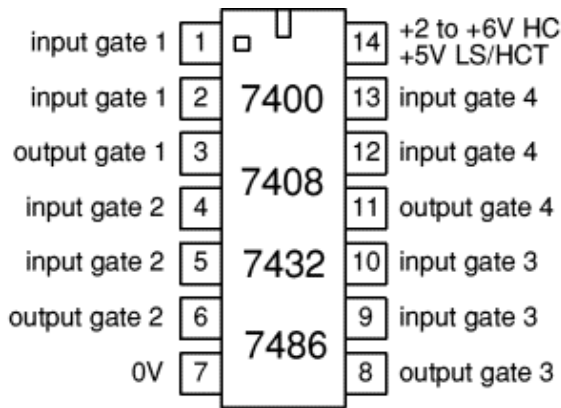 input gate 1 1
input gate 1 2
output gate 1 3
input gate 2 4
input gate 2 5
output gate 2 6
0V 7
7400
7408
7432
7486
14 +2 to +6V HC
+5V LS/HCT
13 input gate 4
12 input gate 4
11 output gate 4
10 input gate 3
9 input gate 3
8 output gate 3